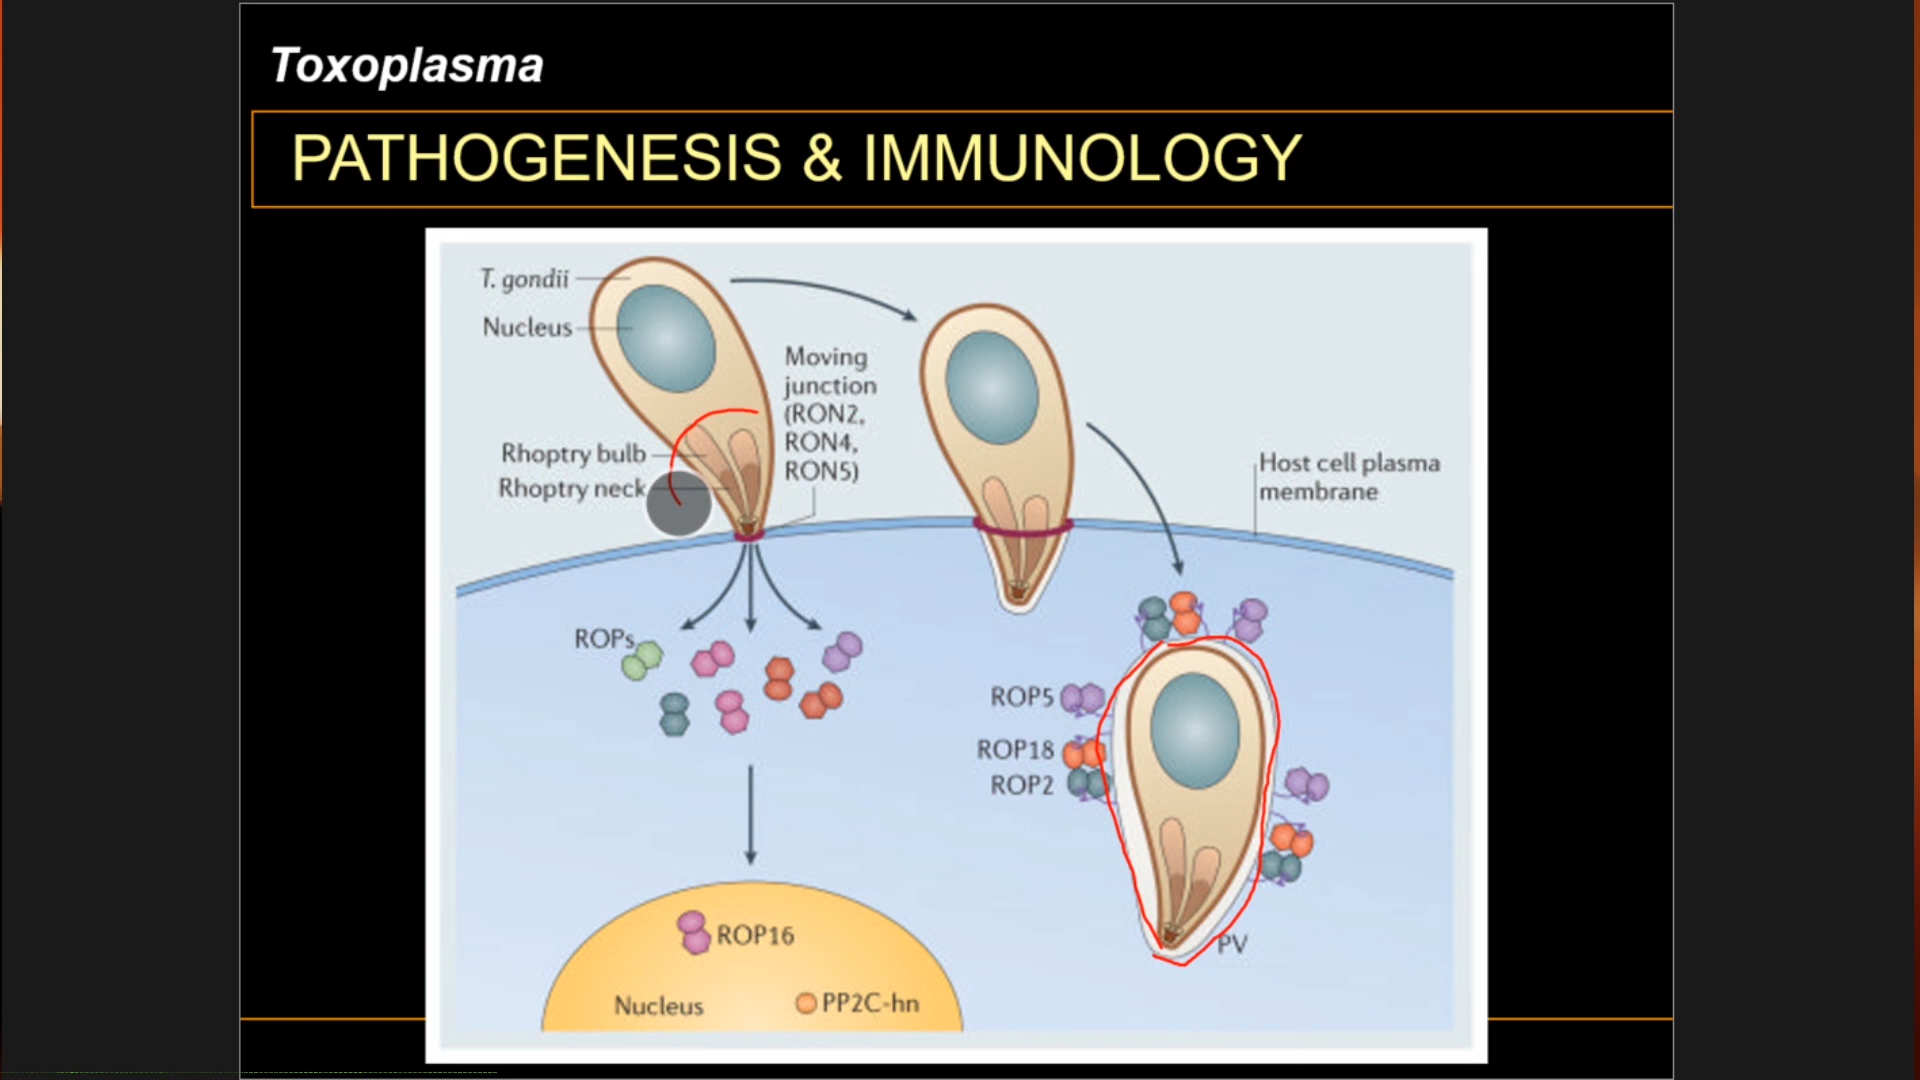 Toxoplasma
PATHOGENESIS & IMMUNOLOGY
T. gondii
Nucleus
Moving
junction
(RON2,
RON4,
RON5)
Rhoptry bulb
Rhoptry neck
Host cell plasma
membrane
ROPs
ROP5
ROP18
ROP2
PV
ROP16
Nucleus
PP2C-hn